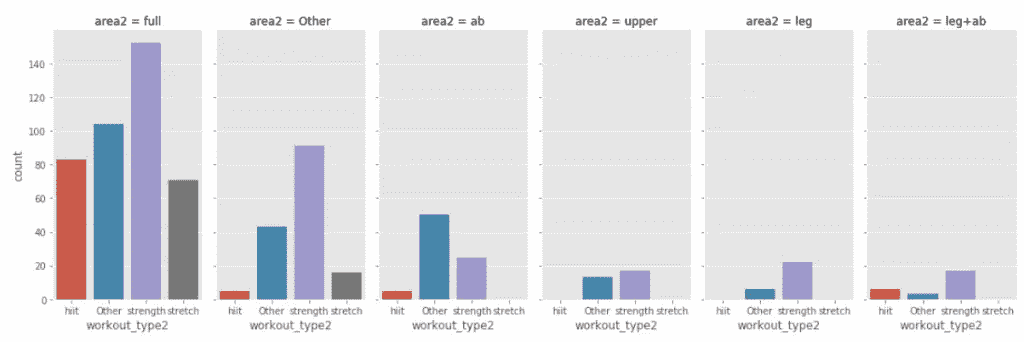 area2 = full area2 = Other area2 = ab area2 = upper area2 = leg area2 = leg+ab
140
120
100
80
60
40
20
0
count
hiit Other strength stretch hiit Other strength stretch hiit Other strength stretch hiit Other strength stretch hiit Other strength stretch hiit Other strength stretch
workout_type2 workout_type2 workout_type2 workout_type2 workout_type2 workout_type2